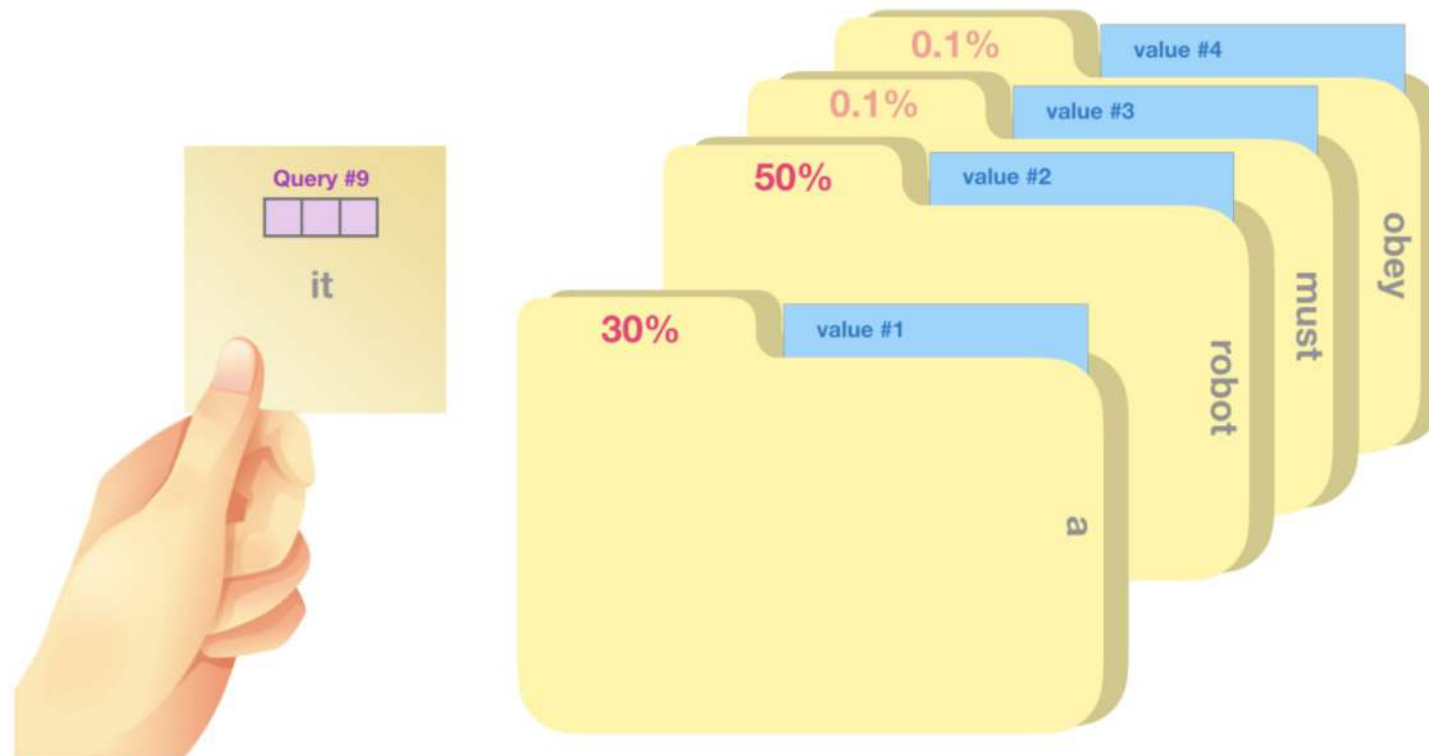 Query #9
it
30%
value #1
a
50%
value #2
robot
0.1%
value #3
must
0.1%
value #4
obey